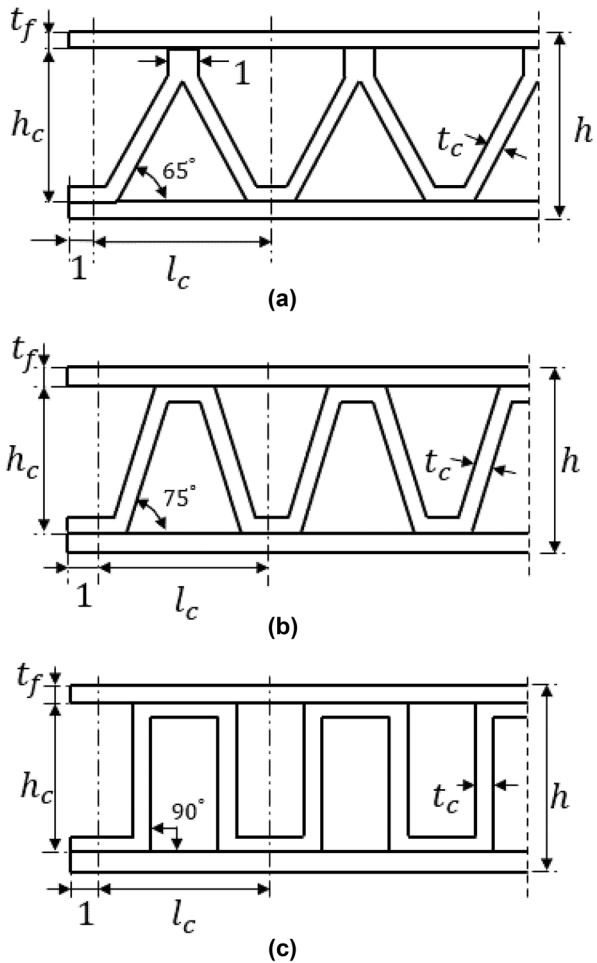 t_f
1
h_c
t_c
h
65°
1
l_c
(a)
t_f
h_c
t_c
h
75°
1
l_c
(b)
t_f
h_c
90°
t_c
h
1
l_c
(c)